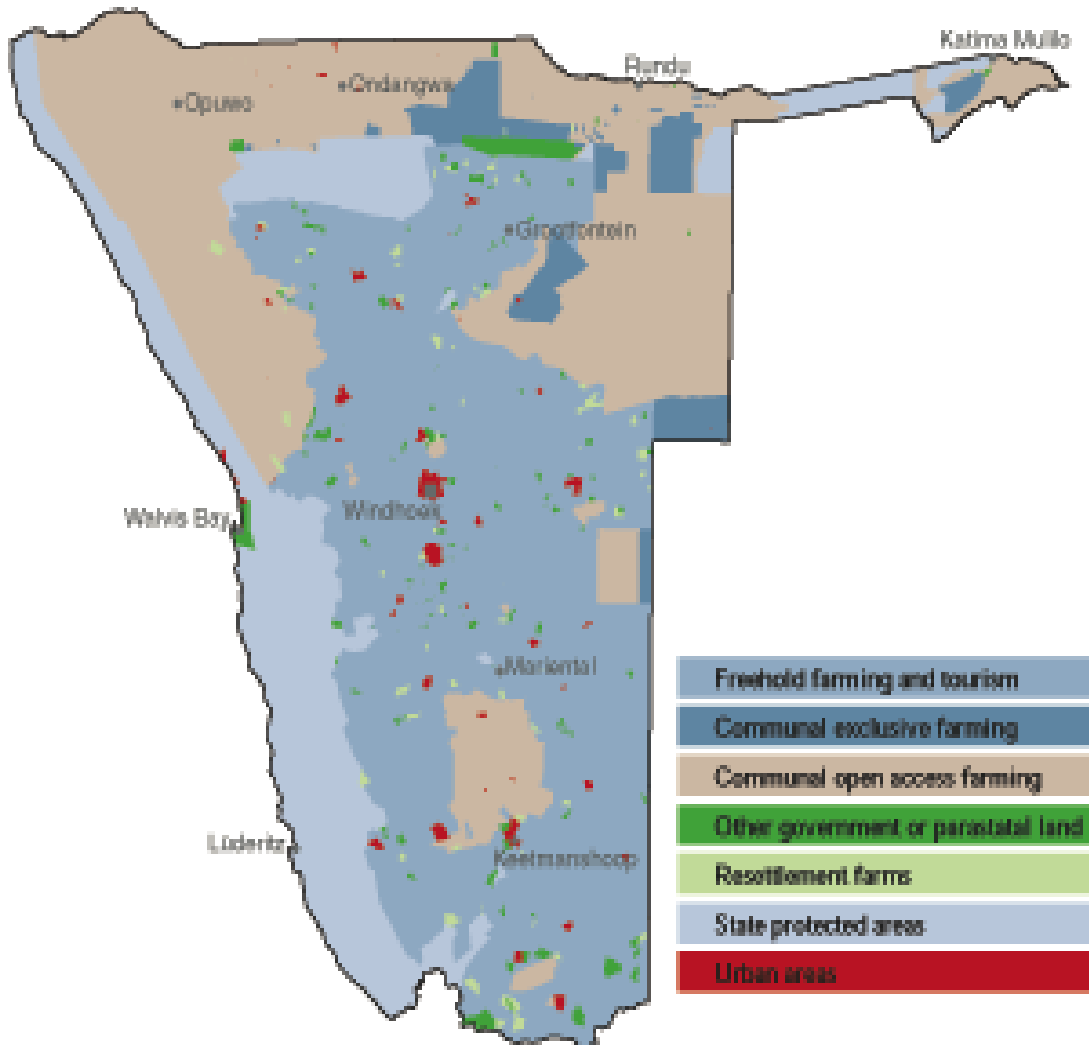 Katima Mulilo
Rundu
Ondangwa
Opuwo
Grootfontein
Windhoek
Walvis Bay
Mariental
Lüderitz
Keetmanshoop
Freehold farming and tourism
Communal exclusive farming
Communal open access farming
Other government or parastatal land
Resettlement farms
State protected areas
Urban areas